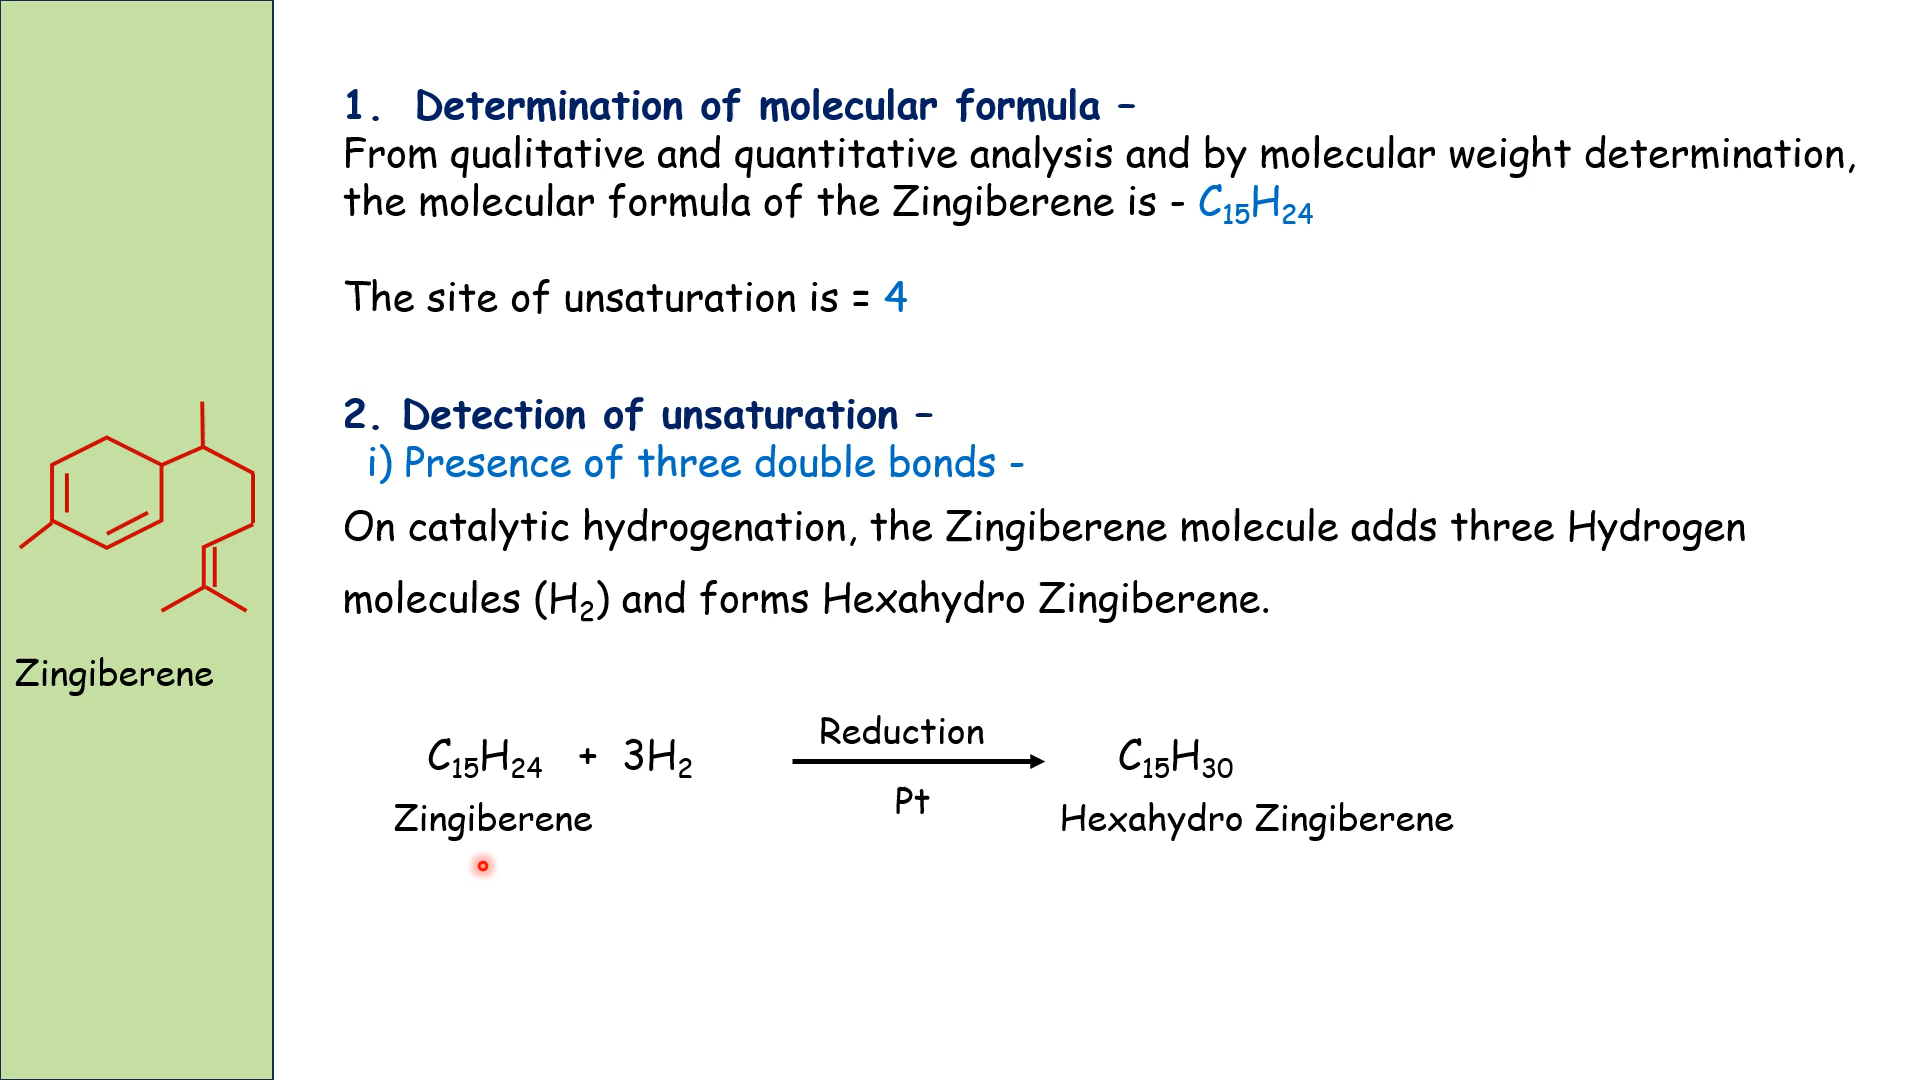 1. Determination of molecular formula –
From qualitative and quantitative analysis and by molecular weight determination,
the molecular formula of the Zingiberene is - C₁₅H₂₄
The site of unsaturation is = 4
2. Detection of unsaturation –
i) Presence of three double bonds -
On catalytic hydrogenation, the Zingiberene molecule adds three Hydrogen
molecules (H₂) and forms Hexahydro Zingiberene.
Zingiberene
Reduction
C₁₅H₂₄ + 3H₂ C₁₅H₃₀
Pt
Zingiberene Hexahydro Zingiberene